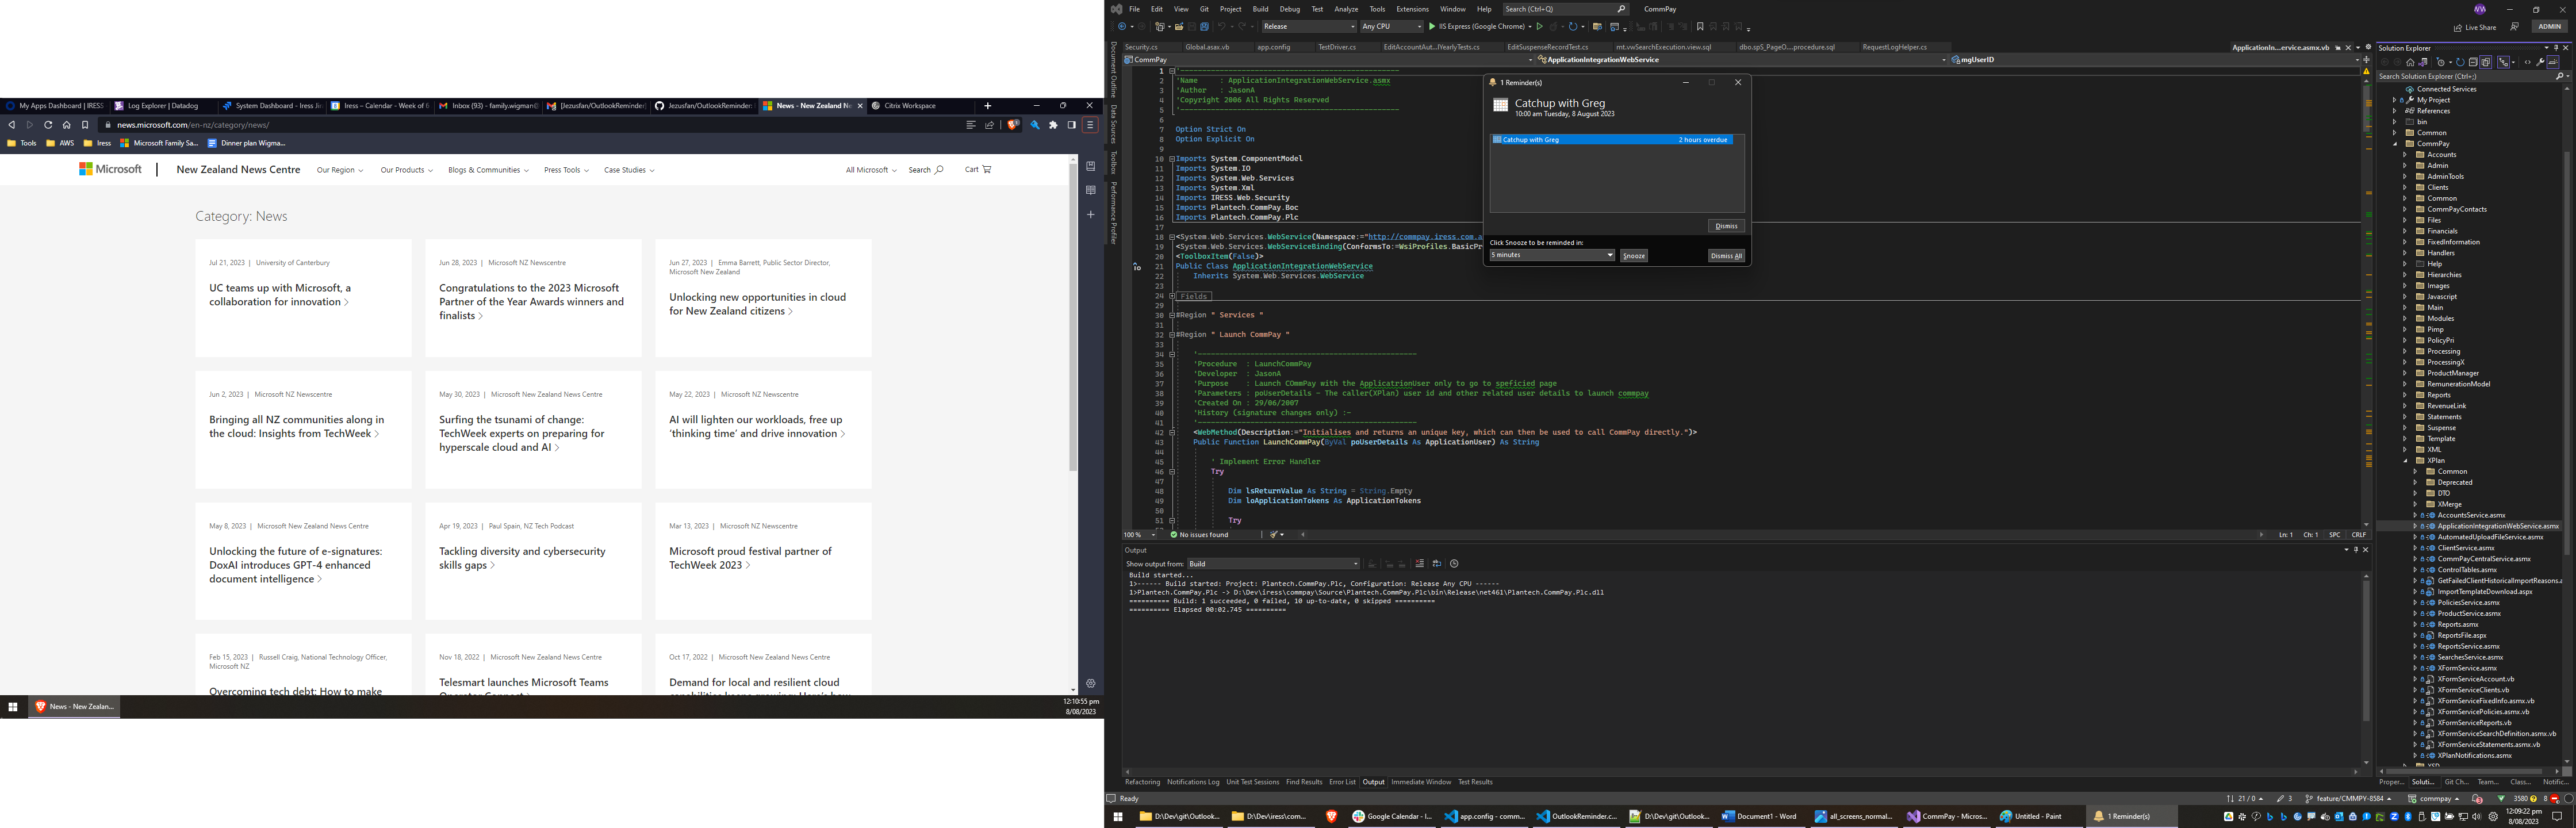 My Apps Dashboard | IRESS
Log Explorer | Datadog
System Dashboard - Iress Jir
Iress – Calendar - Week of 6
Inbox (93) - family.wigman@
[Jezusfan/OutlookReminder]
Jezusfan/OutlookReminder:
News - New Zealand Ne
Citrix Workspace
news.microsoft.com/en-nz/category/news/
Tools
AWS
Iress
Microsoft Family Sa...
Dinner plan Wigma...
Microsoft
New Zealand News Centre
Our Region
Our Products
Blogs & Communities
Press Tools
Case Studies
All Microsoft
Search
Cart
Category: News
Jul 21, 2023 | University of Canterbury
UC teams up with Microsoft, a
collaboration for innovation
Jun 28, 2023 | Microsoft NZ Newscentre
Congratulations to the 2023 Microsoft
Partner of the Year Awards winners and
finalists
Jun 27, 2023 | Emma Barrett, Public Sector Director,
Microsoft New Zealand
Unlocking new opportunities in cloud
for New Zealand citizens
Jun 2, 2023 | Microsoft NZ Newscentre
Bringing all NZ communities along in
the cloud: Insights from TechWeek
May 30, 2023 | Microsoft New Zealand News Centre
Surfing the tsunami of change:
TechWeek experts on preparing for
hyperscale cloud and AI
May 22, 2023 | Microsoft NZ Newscentre
AI will lighten our workloads, free up
'thinking time' and drive innovation
May 8, 2023 | Microsoft New Zealand News Centre
Unlocking the future of e-signatures:
DoxAI introduces GPT-4 enhanced
document intelligence
Apr 19, 2023 | Paul Spain, NZ Tech Podcast
Tackling diversity and cybersecurity
skills gaps
Mar 13, 2023 | Microsoft NZ Newscentre
Microsoft proud festival partner of
TechWeek 2023
Feb 15, 2023 | Russell Craig, National Technology Officer,
Microsoft NZ
Overcoming tech debt: How to make
Nov 18, 2022 | Microsoft New Zealand News Centre
Telesmart launches Microsoft Teams
Operator Connect
Oct 17, 2022 | Microsoft New Zealand News Centre
Demand for local and resilient cloud
capabilities keeps growing: Here's how
News - New Zealan...
12:10:55 pm
8/08/2023
File Edit View Git Project Build Debug Test Analyze Tools Extensions Window Help Search (Ctrl+Q) CommPay
Release Any CPU IIS Express (Google Chrome)
Live Share
ADMIN
Security.cs Global.asax.vb app.config TestDriver.cs EditAccountAut...lYearlyTests.cs EditSuspenseRecordTest.cs mt.vwSearchExecution.view.sql dbo.spS_PageO....procedure.sql RequestLogHelper.cs ApplicationIn...ervice.asmx.vb
CommPay
ApplicationIntegrationWebService
mgUserID
Document Outline
Data Sources
Toolbox
Performance Profiler
1 '--------------------------------------------------
2 'Name : ApplicationIntegrationWebService.asmx
3 'Author : JasonA
4 'Copyright 2006 All Rights Reserved
5 '--------------------------------------------------
6
7 Option Strict On
8 Option Explicit On
9
10 Imports System.ComponentModel
11 Imports System.IO
12 Imports System.Web.Services
13 Imports System.Xml
14 Imports IRESS.Web.Security
15 Imports Plantech.CommPay.Boc
16 Imports Plantech.CommPay.Plc
17
18 <System.Web.Services.WebService(Namespace:="http://commpay.iress.com.a
19 <System.Web.Services.WebServiceBinding(ConformsTo:=WsiProfiles.BasicPr
20 <ToolboxItem(False)>
21 Public Class ApplicationIntegrationWebService
22 Inherits System.Web.Services.WebService
23
24 Fields
29
30 #Region " Services "
31
32 #Region " Launch CommPay "
33
34 '--------------------------------------------------
35 'Procedure : LaunchCommPay
36 'Developer : JasonA
37 'Purpose : Launch COmmPay with the ApplicatrionUser only to go to speficied page
38 'Parameters : poUserDetails - The caller(XPlan) user id and other related user details to launch commpay
39 'Created On : 29/06/2007
40 'History (signature changes only) :-
41 '--------------------------------------------------
42 <WebMethod(Description:="Initialises and returns an unique key, which can then be used to call CommPay directly.")>
43 Public Function LaunchCommPay(ByVal poUserDetails As ApplicationUser) As String
44
45 ' Implement Error Handler
46 Try
47
48 Dim lsReturnValue As String = String.Empty
49 Dim loApplicationTokens As ApplicationTokens
50
51 Try
1 Reminder(s)
Catchup with Greg
10:00 am Tuesday, 8 August 2023
Catchup with Greg 2 hours overdue
Dismiss
Click Snooze to be reminded in:
5 minutes
Snooze
Dismiss All
100 % No issues found
Ln: 1 Ch: 1 SPC CRLF
Output
Show output from: Build
Build started...
1>------ Build started: Project: Plantech.CommPay.Plc, Configuration: Release Any CPU ------
1>Plantech.CommPay.Plc -> D:\Dev\iress\commpay\Source\Plantech.CommPay.Plc\bin\Release\net461\Plantech.CommPay.Plc.dll
========== Build: 1 succeeded, 0 failed, 10 up-to-date, 0 skipped ==========
========== Elapsed 00:02.745 ==========
Refactoring Notifications Log Unit Test Sessions Find Results Error List Output Immediate Window Test Results
Solution Explorer
Search Solution Explorer (Ctrl+;)
Connected Services
My Project
References
bin
Common
CommPay
Accounts
Admin
AdminTools
Clients
Common
CommPayContacts
Files
Financials
FixedInformation
Handlers
Help
Hierarchies
Images
Javascript
Main
Modules
Pimp
PolicyPri
Processing
ProcessingX
ProductManager
RemunerationModel
Reports
RevenueLink
Statements
Suspense
Template
XML
XPlan
Common
Deprecated
DTO
XMerge
AccountsService.asmx
ApplicationIntegrationWebService.asmx
AutomatedUploadFileService.asmx
ClientService.asmx
CommPayCentralService.asmx
ControlTables.asmx
GetFailedClientHistoricalImportReasons.a
ImportTemplateDownload.aspx
PoliciesService.asmx
ProductService.asmx
Reports.asmx
ReportsFile.aspx
ReportsService.asmx
SearchesService.asmx
XFormService.asmx
XFormServiceAccount.vb
XFormServiceClients.vb
XFormServiceFixedInfo.asmx.vb
XFormServicePolicies.asmx.vb
XFormServiceReports.vb
XFormServiceSearchDefinition.asmx.vb
XFormServiceStatements.asmx.vb
XPlanNotifications.asmx
XSD
Proper... Soluti... Git Ch... Team... Class... Notific...
Ready
21 / 0 3 feature/CMMPY-8584 commpay 3580 8
D:\Dev\git\Outlook... D:\Dev\iress\com... Google Calendar - I... app.config - comm... OutlookReminder.c... D:\Dev\git\Outlook... Document1 - Word all_screens_normal... CommPay - Micros... Untitled - Paint 1 Reminder(s)
12:09:22 pm
8/08/2023